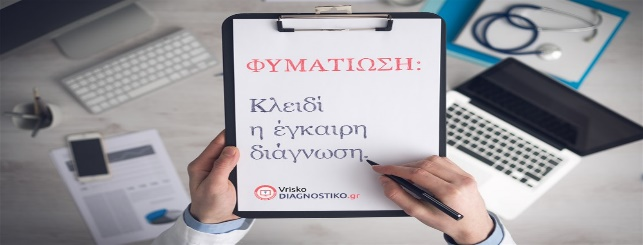 ΦΥΜΑΤΙΩΣΗ:
Κλειδί
η έγκαιρη
διάγνωση.
Vrisko
DIAGNOSTIKO.gr